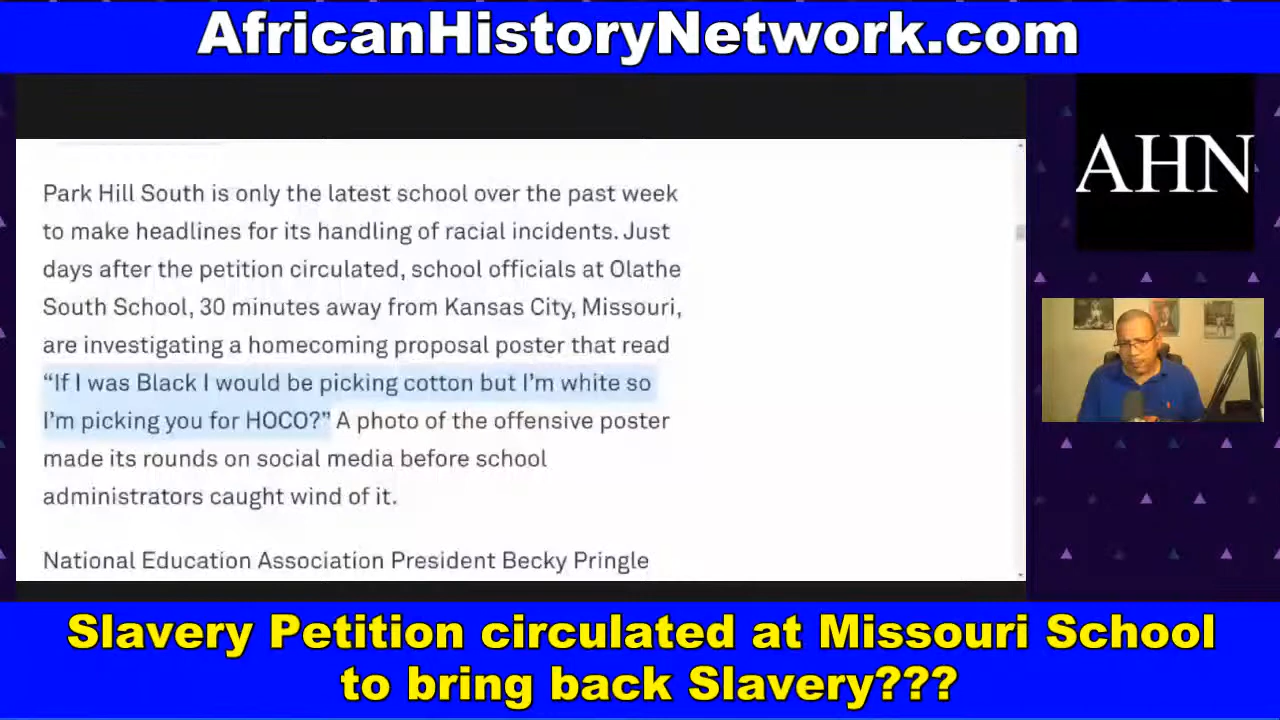 AfricanHistoryNetwork.com
AHN
Park Hill South is only the latest school over the past week
to make headlines for its handling of racial incidents. Just
days after the petition circulated, school officials at Olathe
South School, 30 minutes away from Kansas City, Missouri,
are investigating a homecoming proposal poster that read
“If I was Black I would be picking cotton but I’m white so
I’m picking you for HOCO?” A photo of the offensive poster
made its rounds on social media before school
administrators caught wind of it.
National Education Association President Becky Pringle
Slavery Petition circulated at Missouri School
to bring back Slavery???